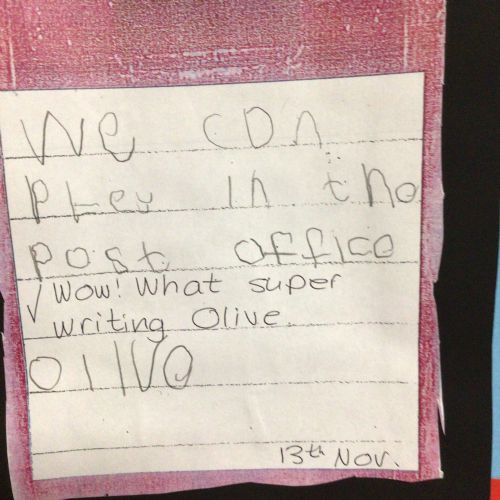 We can
pley in the
post office
✓ Wow! What super
writing Olive
Olive
13th Nov.